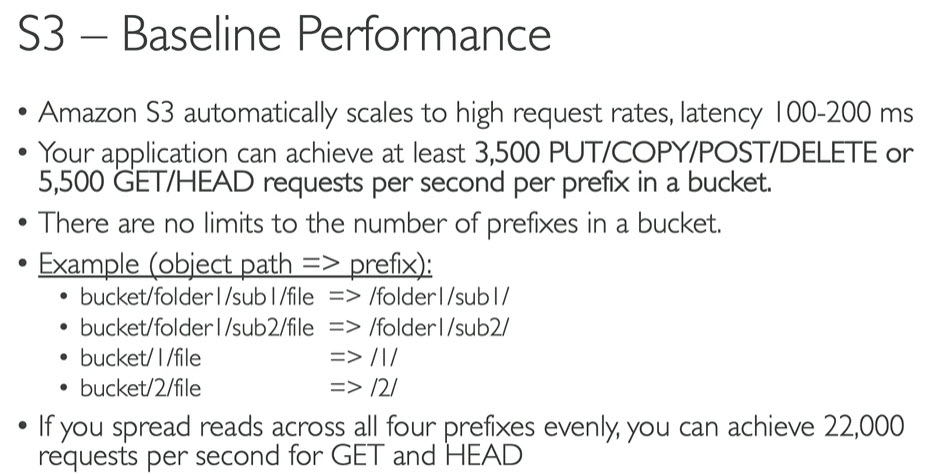 S3 – Baseline Performance
• Amazon S3 automatically scales to high request rates, latency 100-200 ms
• Your application can achieve at least 3,500 PUT/COPY/POST/DELETE or
5,500 GET/HEAD requests per second per prefix in a bucket.
• There are no limits to the number of prefixes in a bucket.
• Example (object path => prefix):
• bucket/folder1/sub1/file => /folder1/sub1/
• bucket/folder1/sub2/file => /folder1/sub2/
• bucket/1/file => /1/
• bucket/2/file => /2/
• If you spread reads across all four prefixes evenly, you can achieve 22,000
requests per second for GET and HEAD